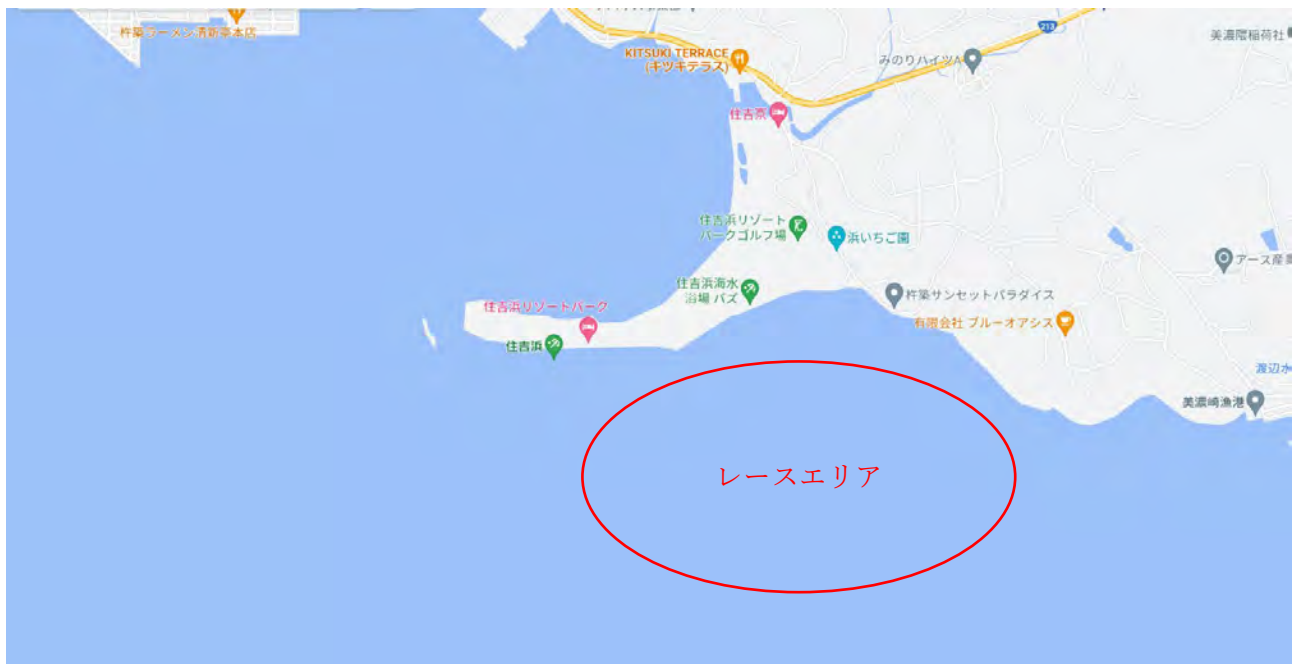 杵築ラーメン清新亭本店
213
美濃陰稲荷社
KITSUKI TERRACE
(キツキテラス)
みのりハイツA
住吉浜リゾート
パークゴルフ場
浜いちご園
アース産業
住吉浜海水
浴場 バズ
杵築サンセットパラダイス
住吉浜リゾートパーク
有限会社 ブルーオアシス
住吉浜
渡辺水
美濃崎漁港
レースエリア